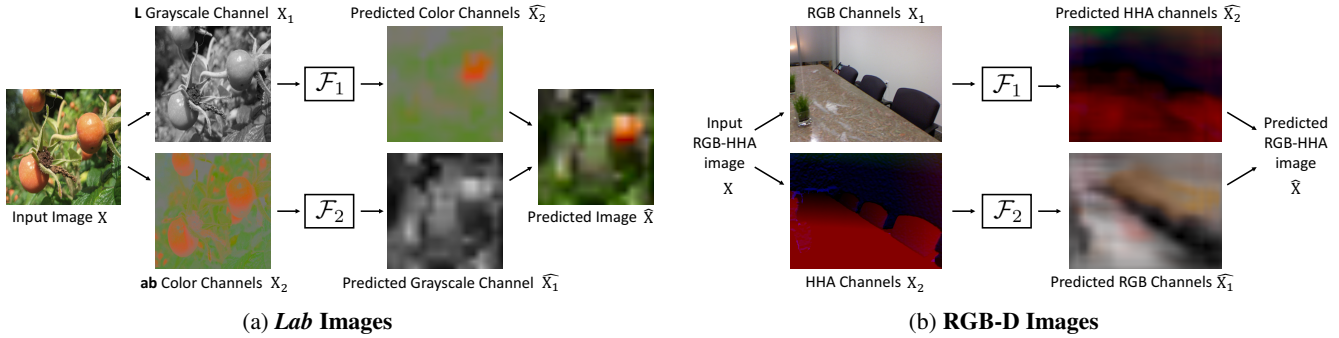 L Grayscale Channel X₁
Predicted Color Channels X̂₂
F₁
Input Image X
F₂
Predicted Image X̂
ab Color Channels X₂
Predicted Grayscale Channel X̂₁
(a) Lab Images
RGB Channels X₁
Predicted HHA channels X̂₂
F₁
Input
RGB-HHA
image
X
Predicted
RGB-HHA
image
X̂
F₂
HHA Channels X₂
Predicted RGB Channels X̂₁
(b) RGB-D Images